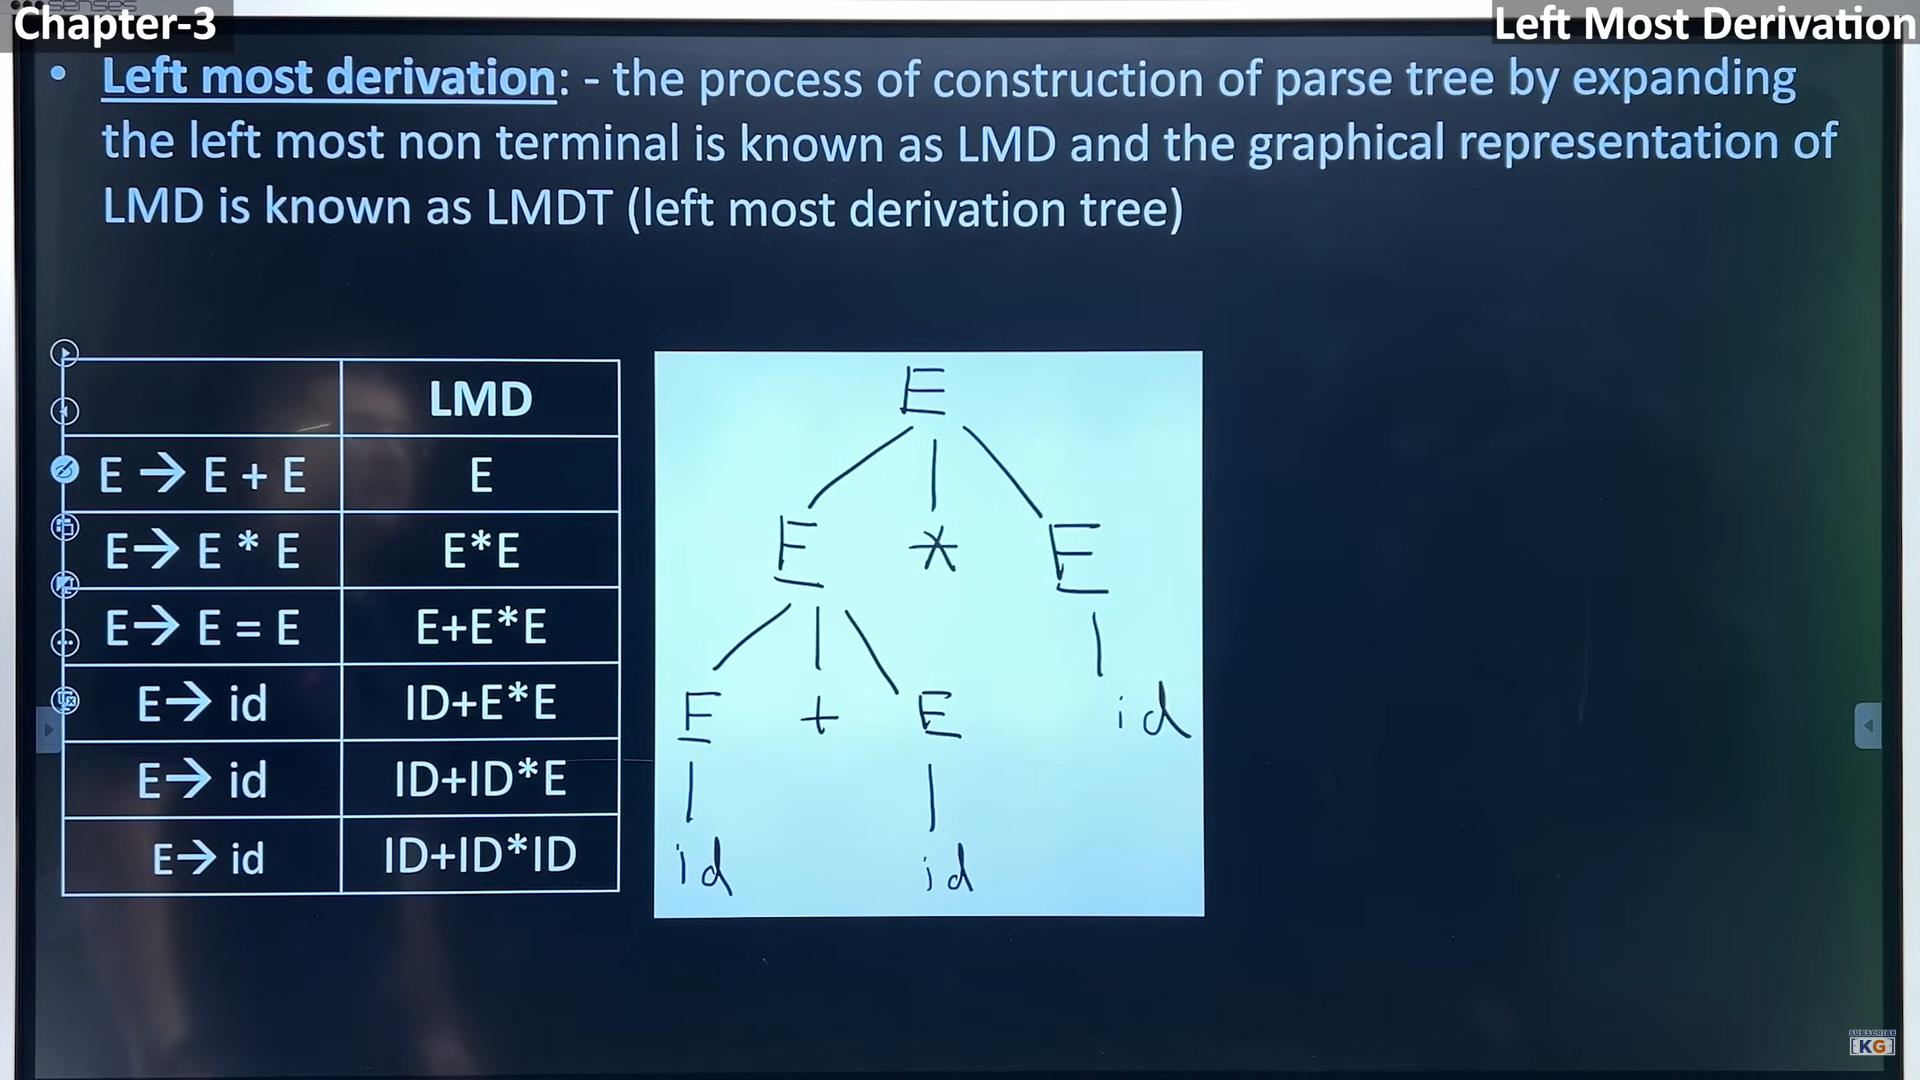 senses
Chapter-3
Left Most Derivation
• Left most derivation: - the process of construction of parse tree by expanding
the left most non terminal is known as LMD and the graphical representation of
LMD is known as LMDT (left most derivation tree)
LMD
E → E + E E
E→ E * E E*E
E→ E = E E+E*E
E→ id ID+E*E
E→ id ID+ID*E
E→ id ID+ID*ID
E
E * E
E + E id
id id
SUBSCRIBE
KG